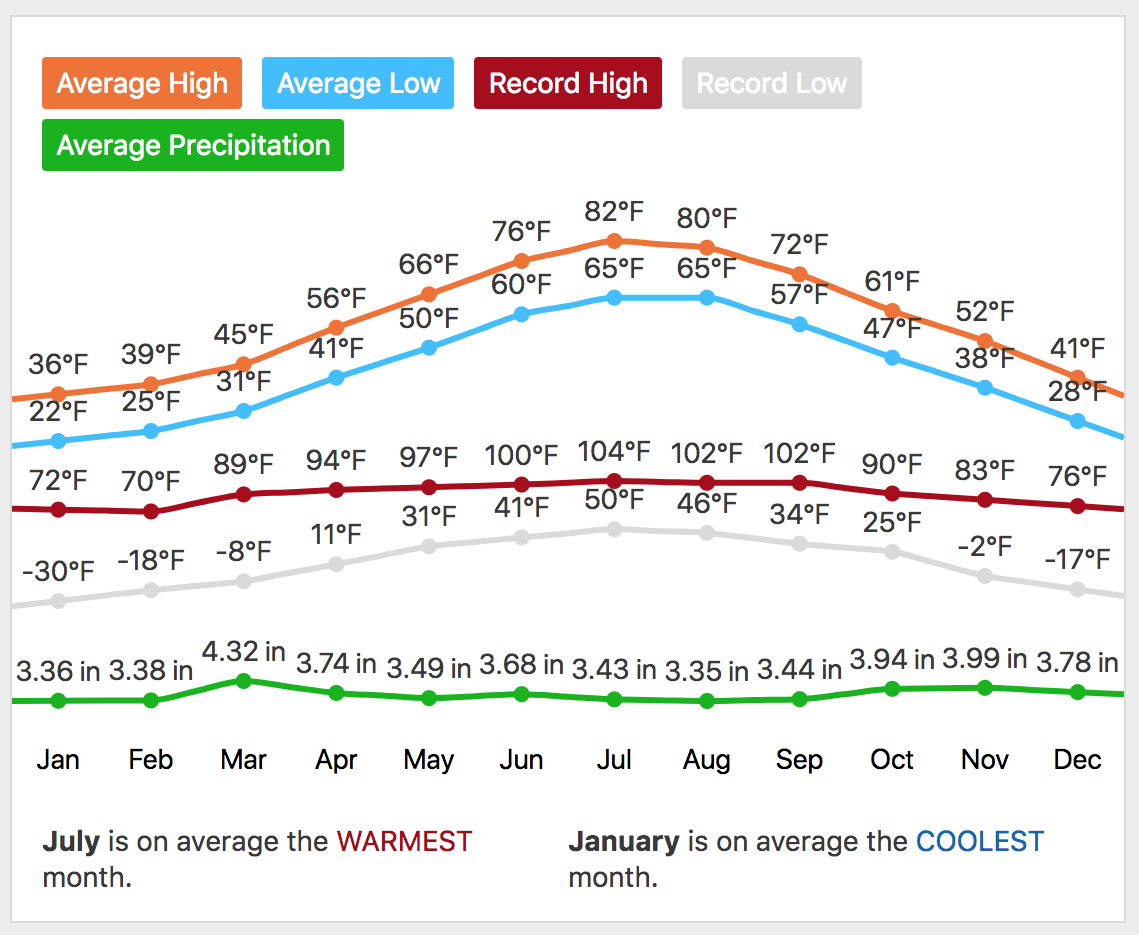 Average High Average Low Record High Record Low
Average Precipitation
36°F 39°F 45°F 56°F 66°F 76°F 82°F 80°F 72°F 61°F 52°F 41°F
22°F 25°F 31°F 41°F 50°F 60°F 65°F 65°F 57°F 47°F 38°F 28°F
72°F 70°F 89°F 94°F 97°F 100°F 104°F 102°F 102°F 90°F 83°F 76°F
-30°F -18°F -8°F 11°F 31°F 41°F 50°F 46°F 34°F 25°F -2°F -17°F
3.36 in 3.38 in 4.32 in 3.74 in 3.49 in 3.68 in 3.43 in 3.35 in 3.44 in 3.94 in 3.99 in 3.78 in
Jan Feb Mar Apr May Jun Jul Aug Sep Oct Nov Dec
July is on average the WARMEST
month.
January is on average the COOLEST
month.